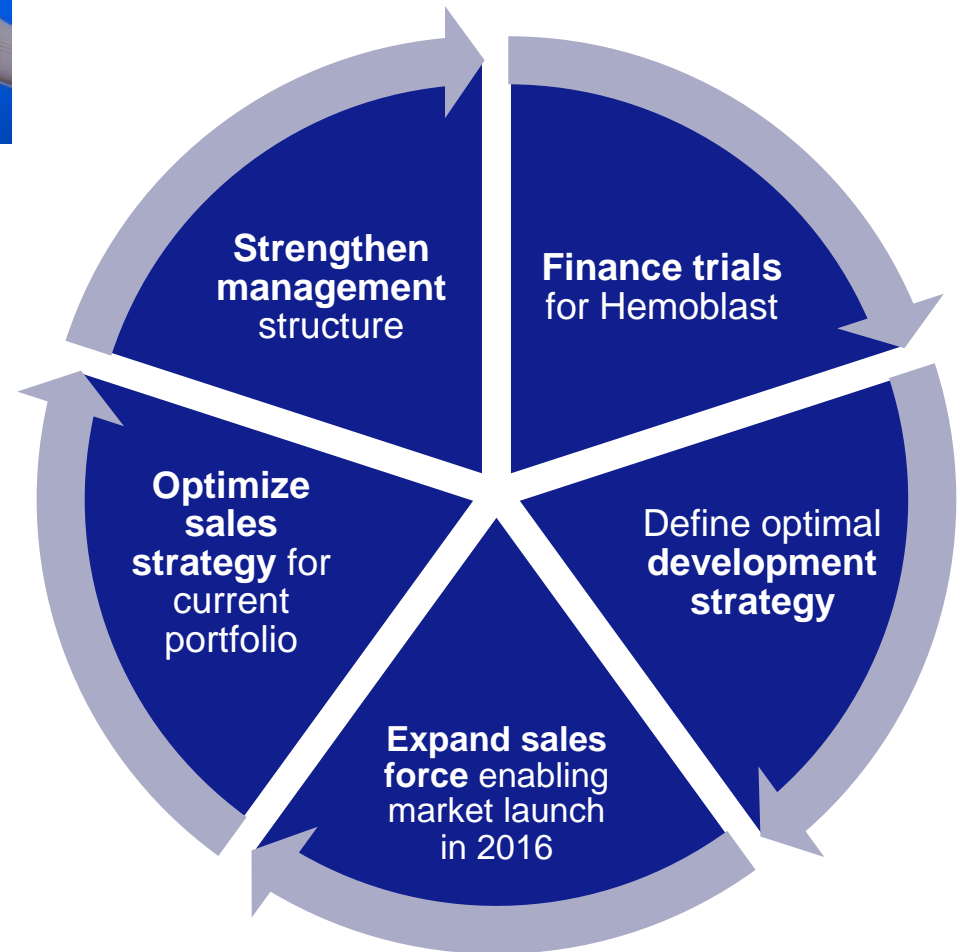 Strengthen
management
structure
Finance trials
for Hemoblast
Optimize
sales
strategy for
current
portfolio
Define optimal
development
strategy
Expand sales
force enabling
market launch
in 2016